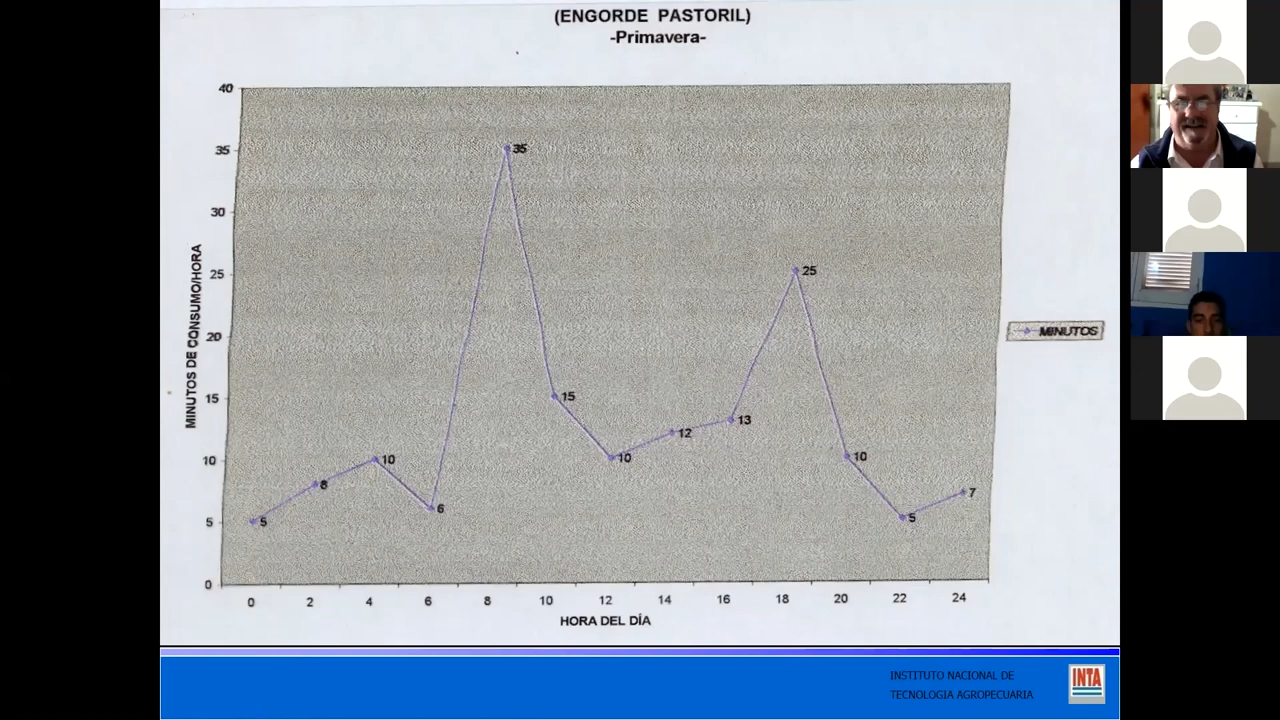 (ENGORDE PASTORIL)
-Primavera-
40
35
30
25
20
15
10
5
0
MINUTOS DE CONSUMO/HORA
5
8
10
6
35
15
10
12
13
25
10
5
7
MINUTOS
0 2 4 6 8 10 12 14 16 18 20 22 24
HORA DEL DÍA
INSTITUTO NACIONAL DE
TECNOLOGIA AGROPECUARIA
INTA